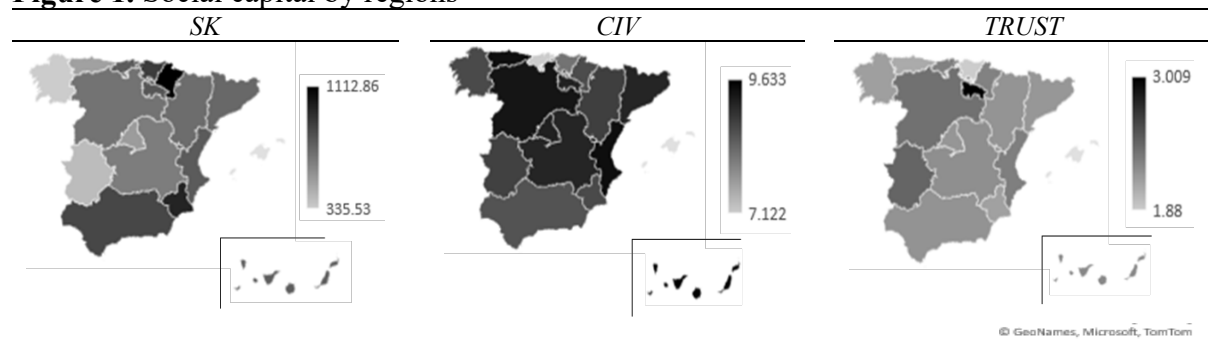 Figure 1. Social capital by regions
SK CIV TRUST
1112.86 9.633 3.009
335.53 7.122 1.88
© GeoNames, Microsoft, TomTom